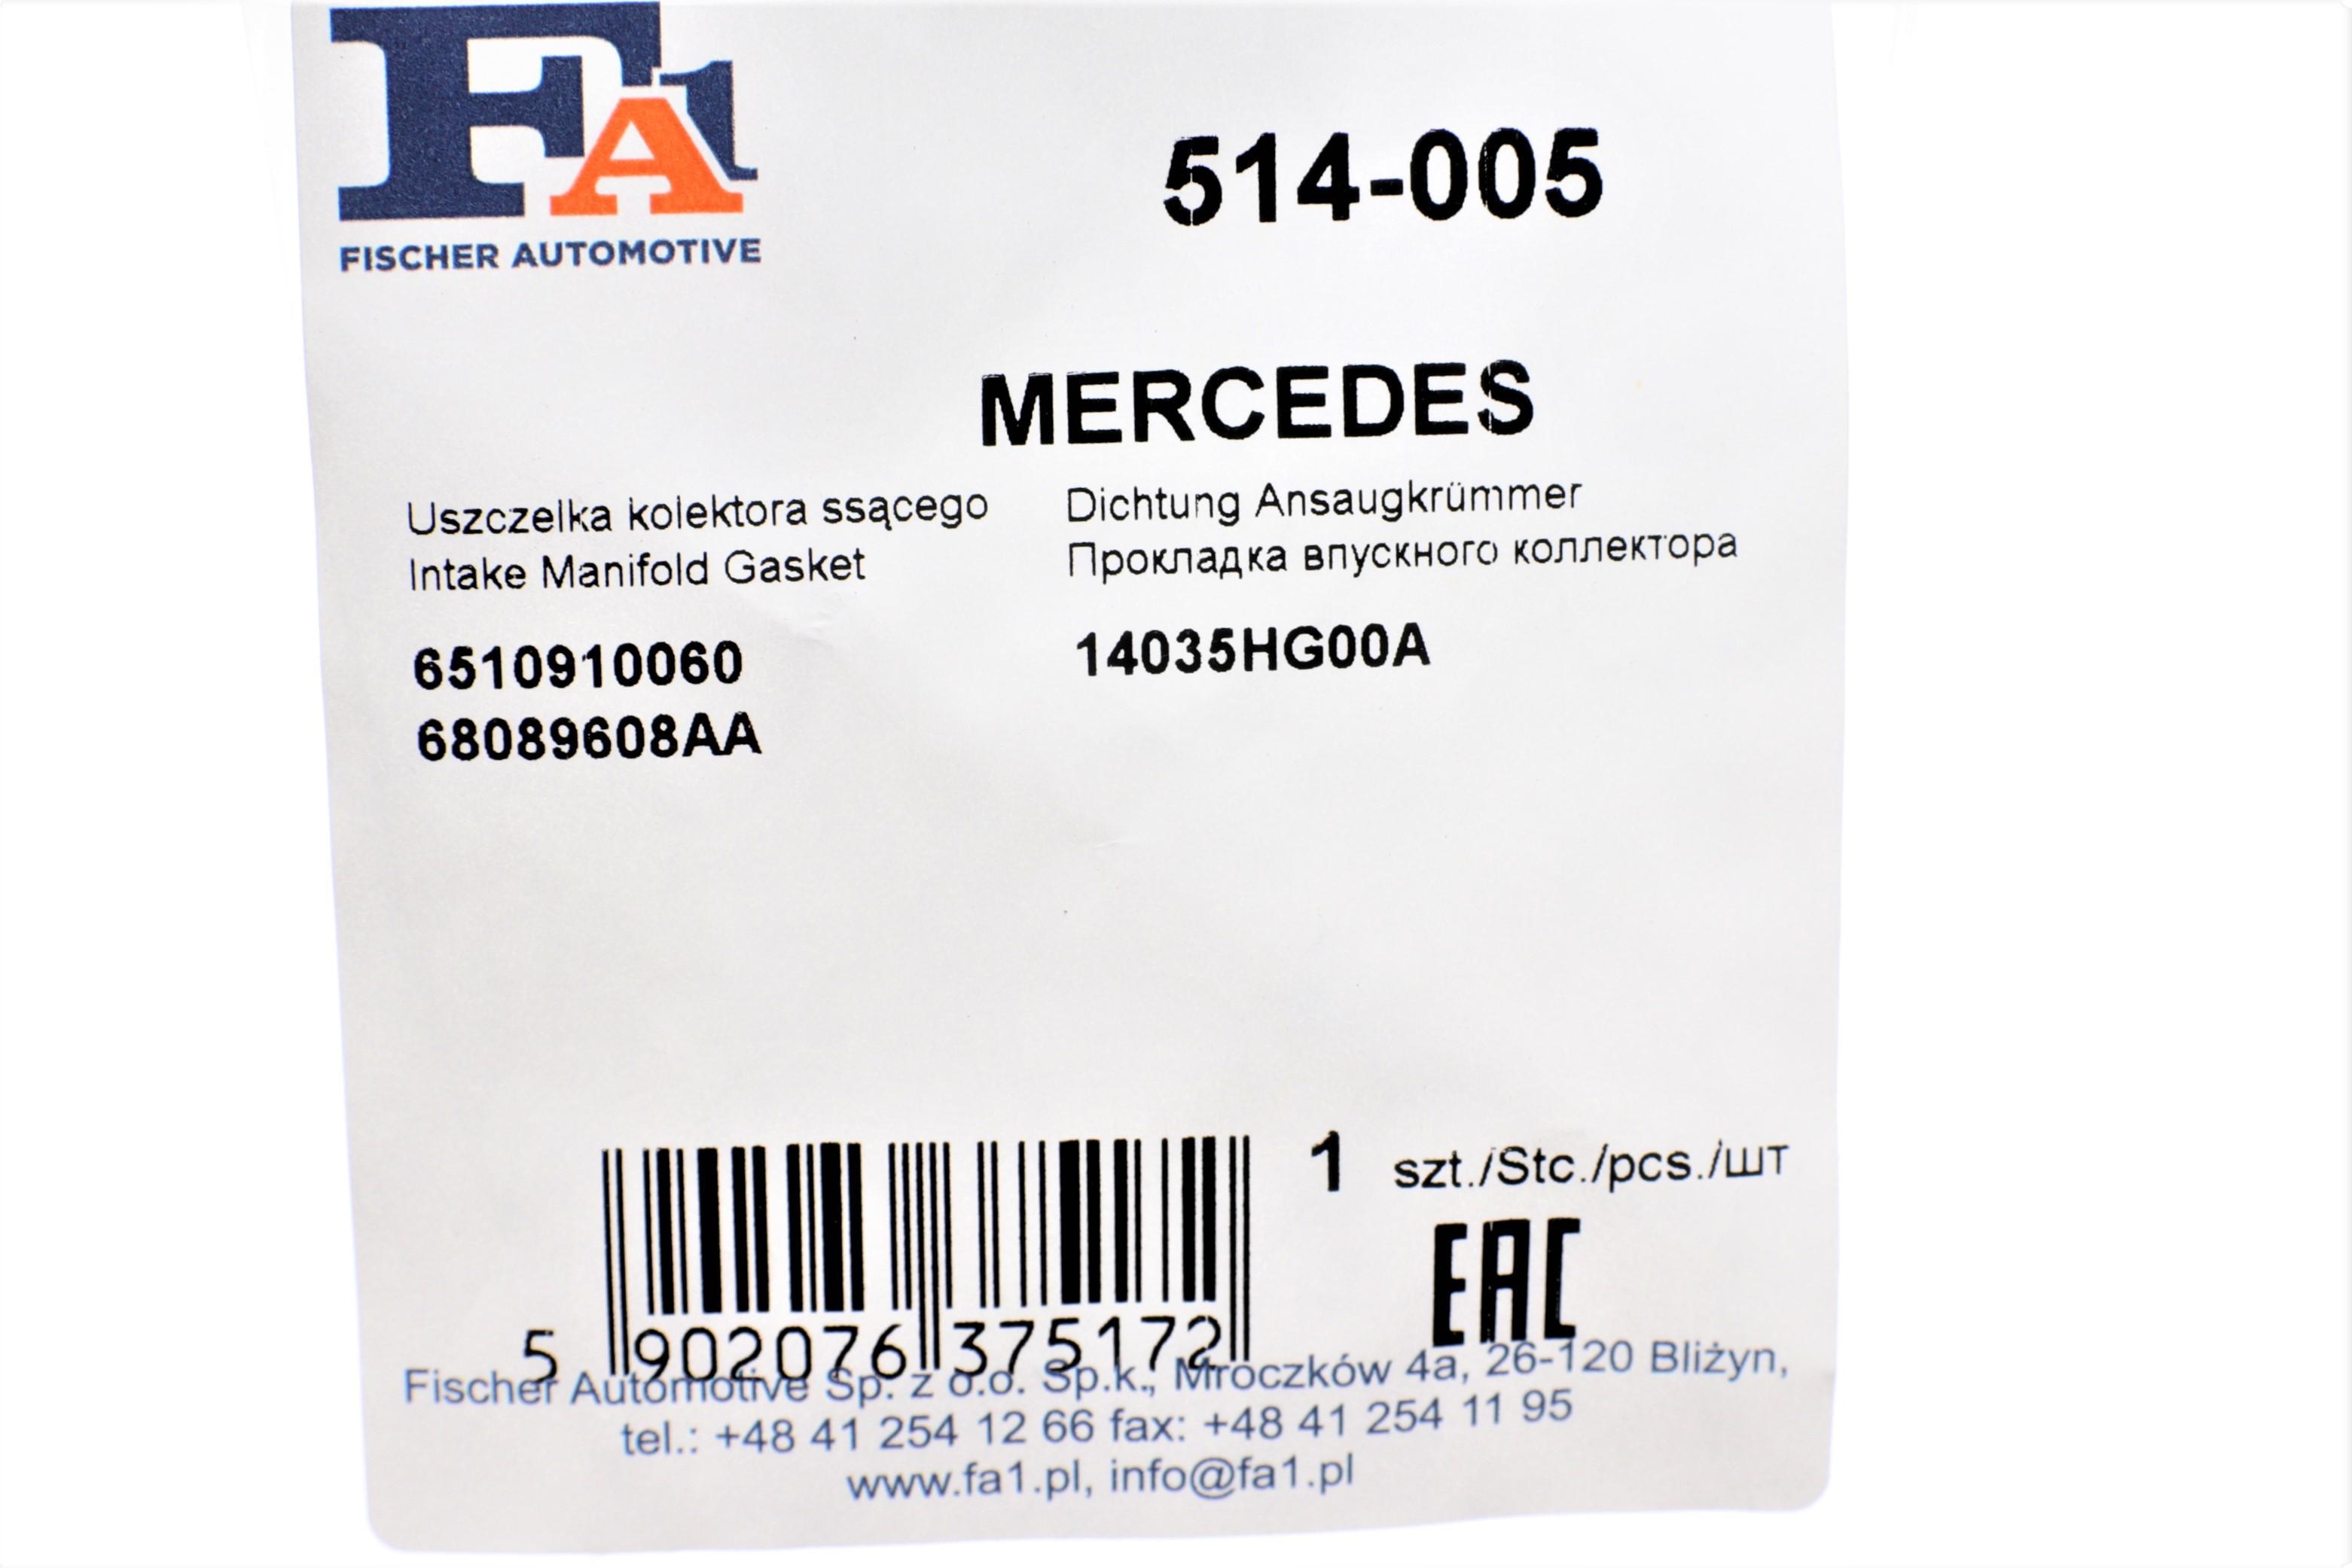 FA1
FISCHER AUTOMOTIVE
514-005
MERCEDES
Uszczelka kolektora ssącego
Intake Manifold Gasket
Dichtung Ansaugkrümmer
Прокладка впускного коллектора
6510910060
68089608AA
14035HG00A
1 szt./Stc./pcs./шт
EAC
5 902076 375172
Fischer Automotive Sp. z o.o. Sp.k., Mroczków 4a, 26-120 Bliżyn,
tel.: +48 41 254 12 66 fax: +48 41 254 11 95
www.fa1.pl, info@fa1.pl